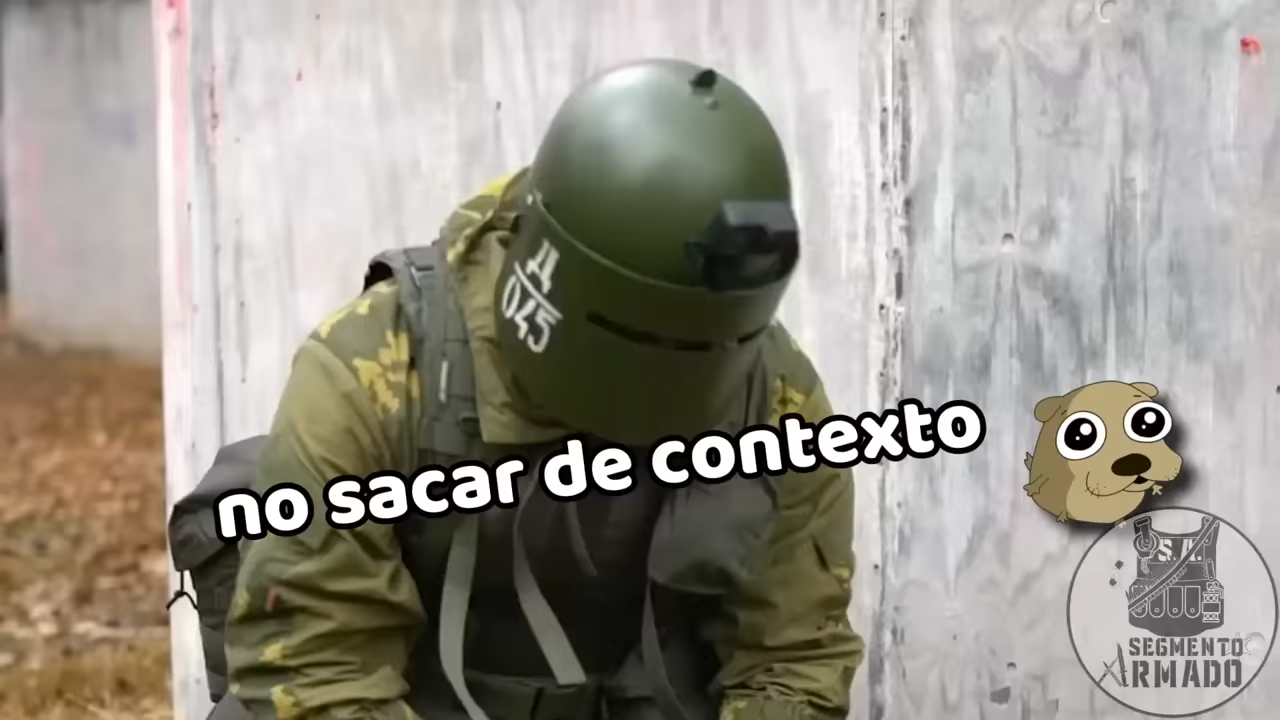 Д
045
no sacar de contexto
S.A.
SEGMENTO
ARMADO